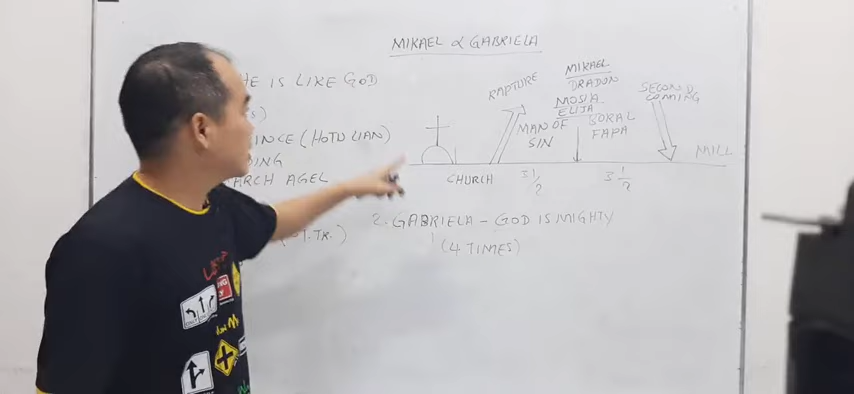 MIKAEL & GABRIELA
HE IS LIKE GOD
S)
INCE (HOTU LIAN)
ING
ARCH AGEL
T. TR.)
RAPTURE
MIKAEL
DRADON
MOSIA
ELIJA
MAN OF
SIN
SORAL
FAPA
SECOND
COMING
MILL
CHURCH
3 1/2
3 1/2
2. GABRIELA - GOD IS MIGHTY
(4 TIMES)